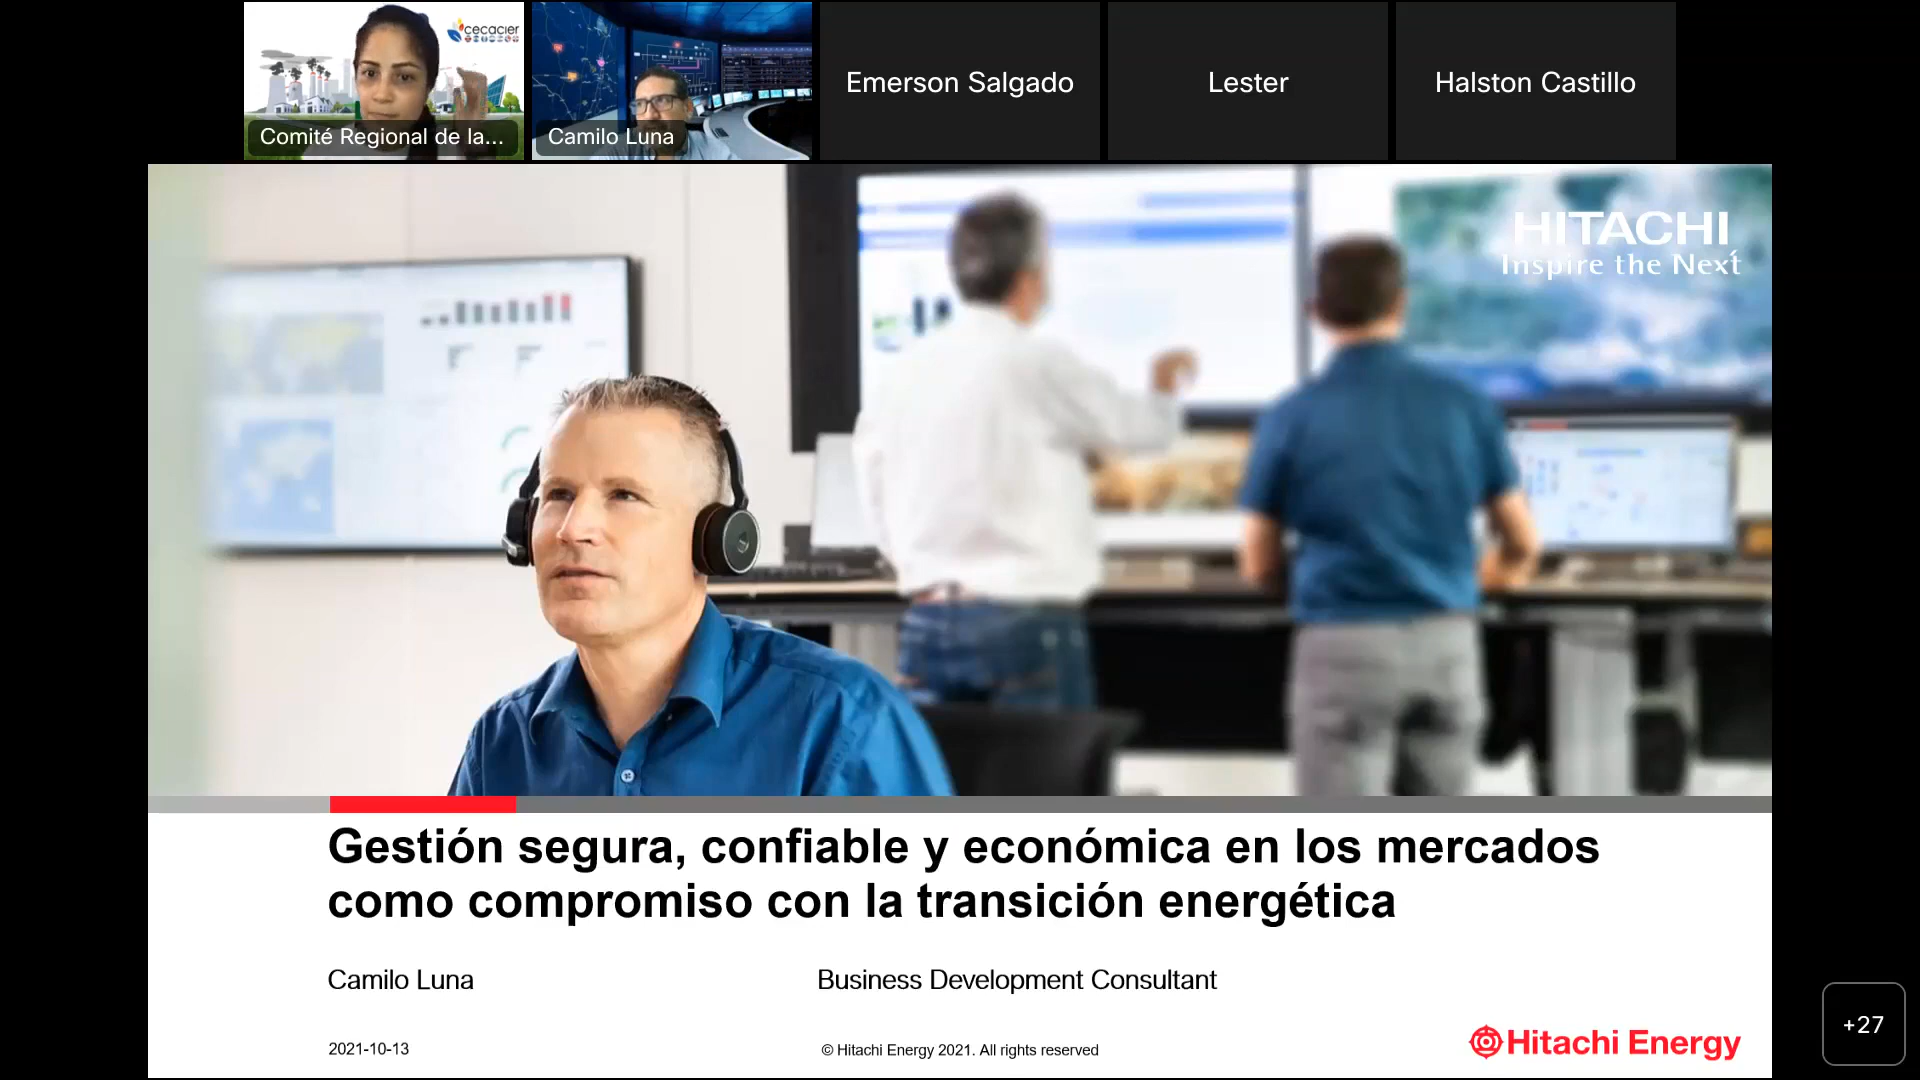 cecacier
Comité Regional de la...
Camilo Luna
Emerson Salgado
Lester
Halston Castillo
HITACHI
Inspire the Next
Gestión segura, confiable y económica en los mercados
como compromiso con la transición energética
Camilo Luna
Business Development Consultant
2021-10-13
© Hitachi Energy 2021. All rights reserved
Hitachi Energy
+27